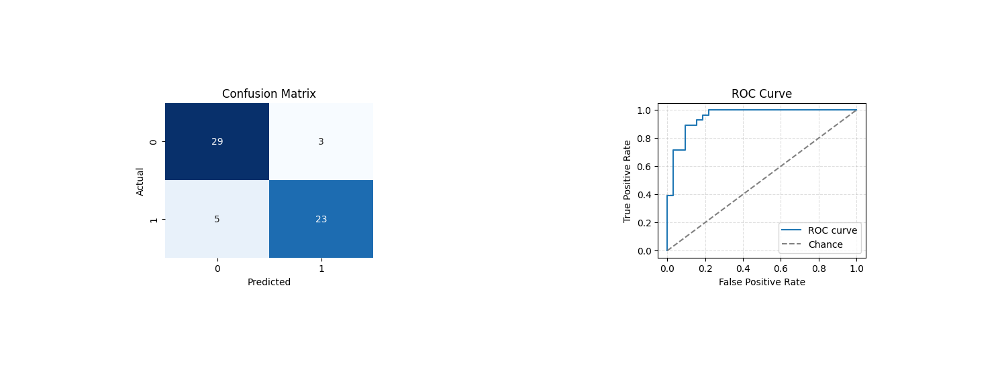 Confusion Matrix
Actual
0
29
3
1
5
23
0 1
Predicted
ROC Curve
True Positive Rate
1.0
0.8
0.6
0.4
0.2
0.0
ROC curve
Chance
0.0 0.2 0.4 0.6 0.8 1.0
False Positive Rate